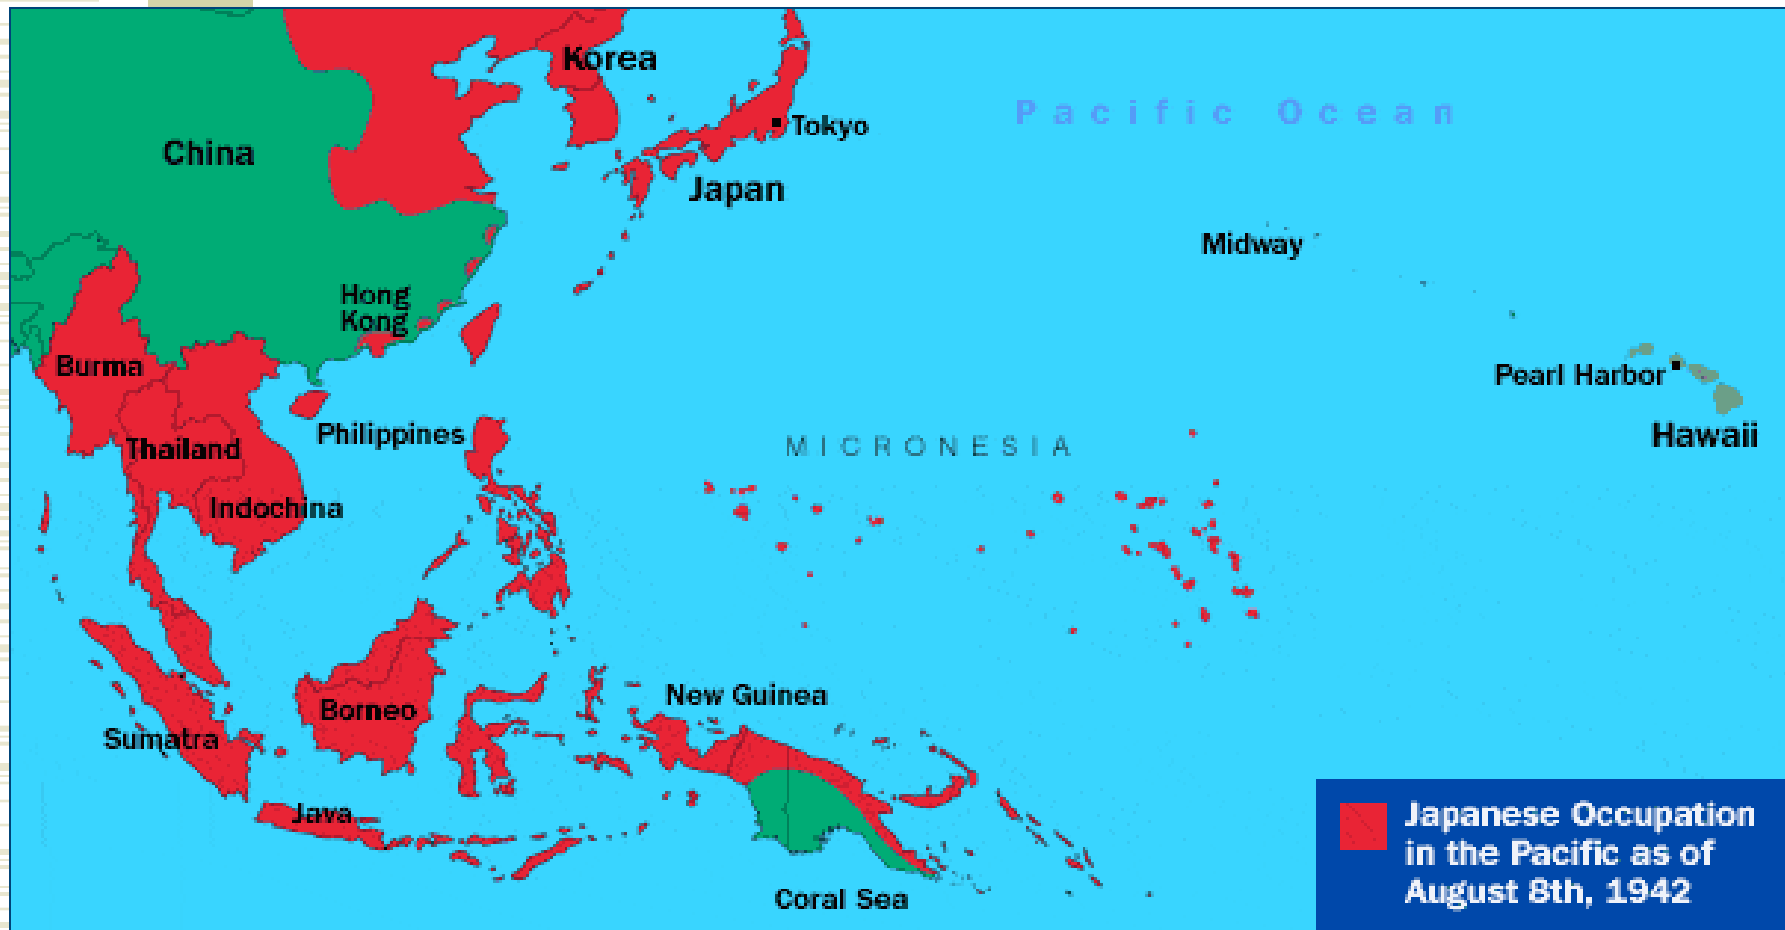 Korea
Pacific Ocean
Tokyo
China
Japan
Midway
Hong
Kong
Burma
Pearl Harbor
Philippines
Hawaii
MICRONESIA
Thailand
Indochina
New Guinea
Borneo
Sumatra
Java
Coral Sea
Japanese Occupation
in the Pacific as of
August 8th, 1942